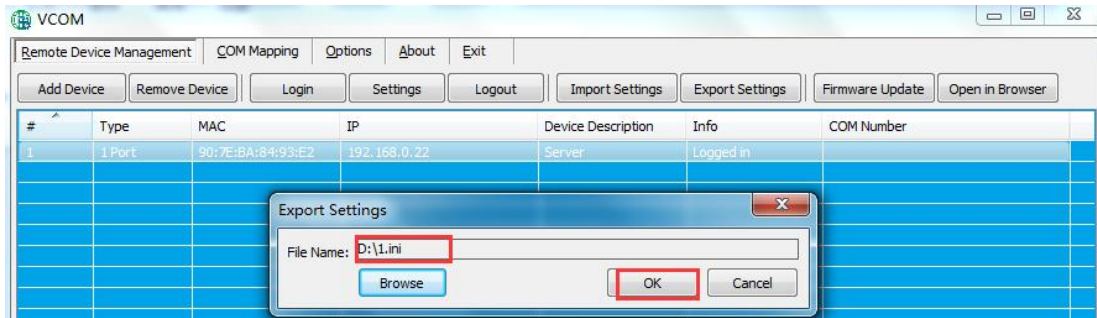 VCOM
Remote Device Management COM Mapping Options About Exit
Add Device Remove Device Login Settings Logout Import Settings Export Settings Firmware Update Open in Browser
# Type MAC IP Device Description Info COM Number
1 1 Port 90:7E:BA:84:93:E2 192.168.0.22 Server Logged in
Export Settings
File Name: D:\1.ini
Browse OK Cancel